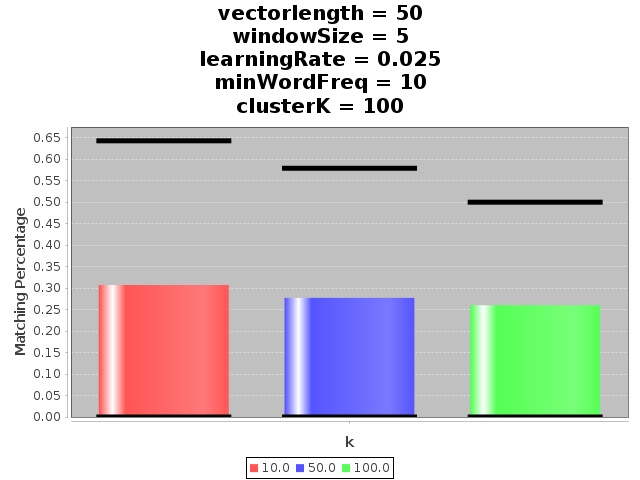 vectorlength = 50
windowSize = 5
learningRate = 0.025
minWordFreq = 10
clusterK = 100
Matching Percentage
0.65
0.60
0.55
0.50
0.45
0.40
0.35
0.30
0.25
0.20
0.15
0.10
0.05
0.00
k
10.0 50.0 100.0